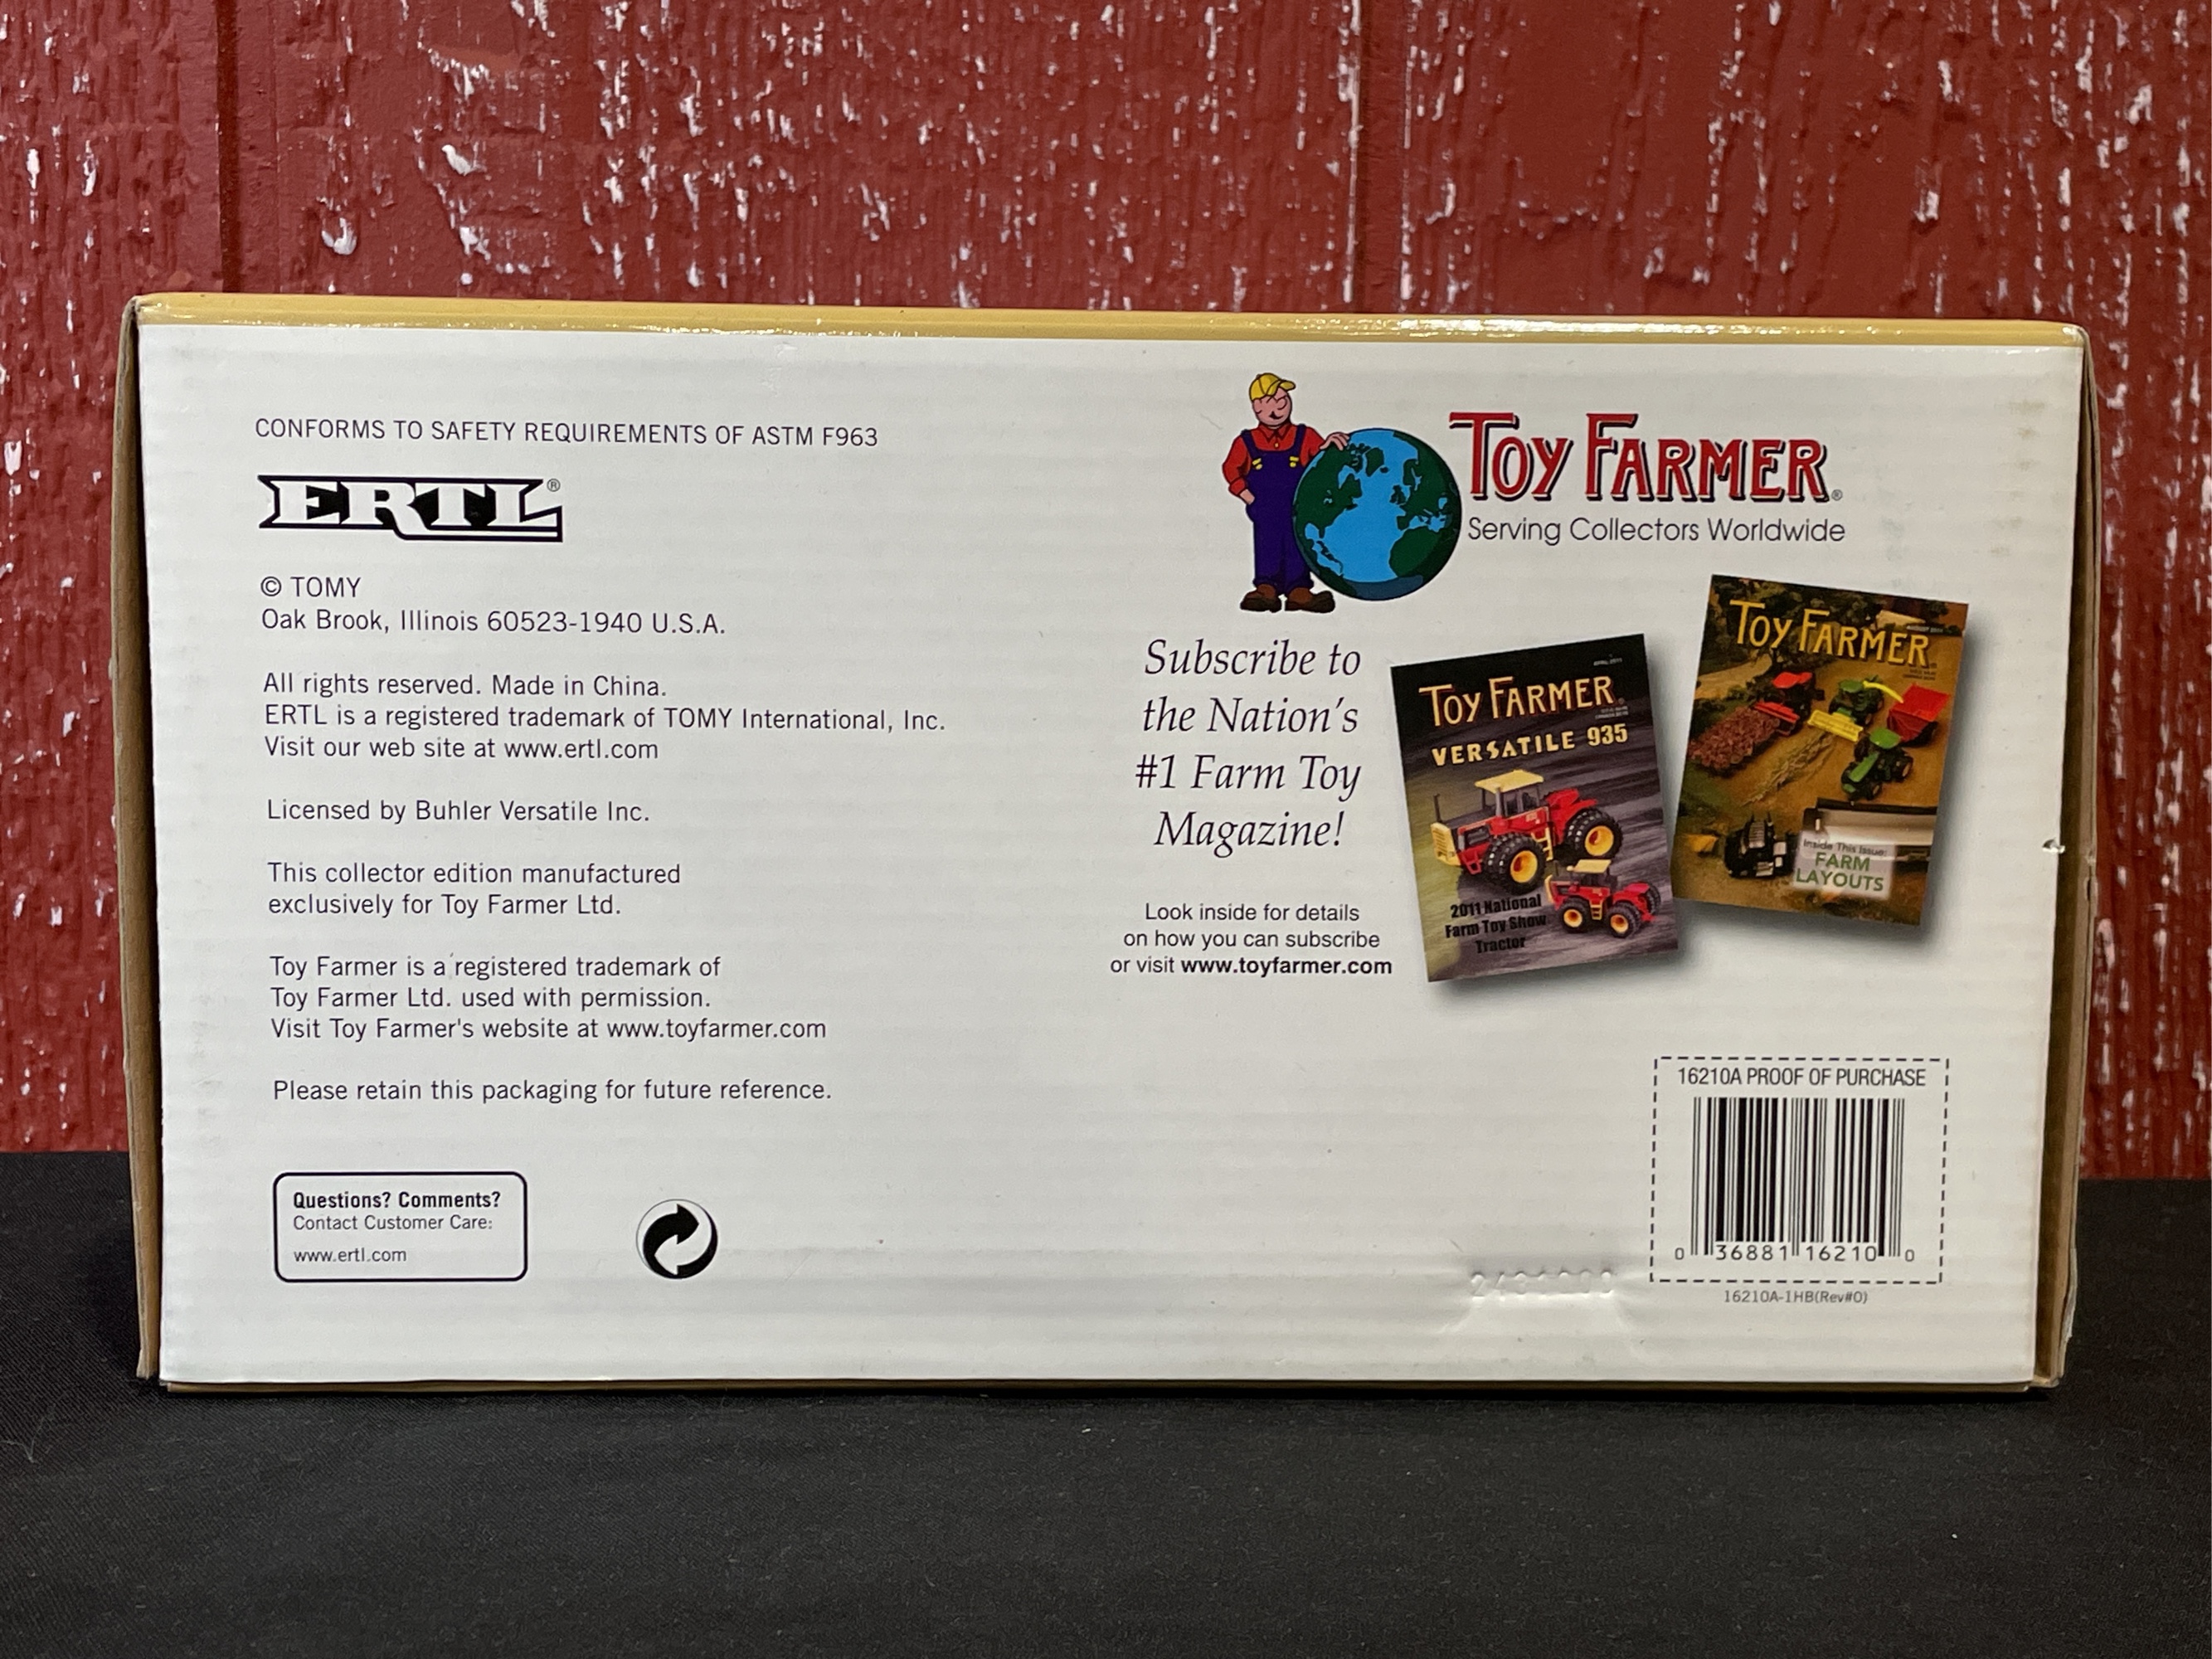 CONFORMS TO SAFETY REQUIREMENTS OF ASTM F963
ERTL®
© TOMY
Oak Brook, Illinois 60523-1940 U.S.A.
All rights reserved. Made in China.
ERTL is a registered trademark of TOMY International, Inc.
Visit our web site at www.ertl.com
Licensed by Buhler Versatile Inc.
This collector edition manufactured
exclusively for Toy Farmer Ltd.
Toy Farmer is a registered trademark of
Toy Farmer Ltd. used with permission.
Visit Toy Farmer's website at www.toyfarmer.com
Please retain this packaging for future reference.
Questions? Comments?
Contact Customer Care:
www.ertl.com
TOY FARMER®
Serving Collectors Worldwide
Subscribe to
the Nation's
#1 Farm Toy
Magazine!
Look inside for details
on how you can subscribe
or visit www.toyfarmer.com
APRIL 2011
TOY FARMER®
VERSATILE 935
2011 National
Farm Toy Show
Tractor
TOY FARMER
Inside This Issue:
FARM
LAYOUTS
16210A PROOF OF PURCHASE
0 36881 16210 0
16210A-1HB(Rev#0)